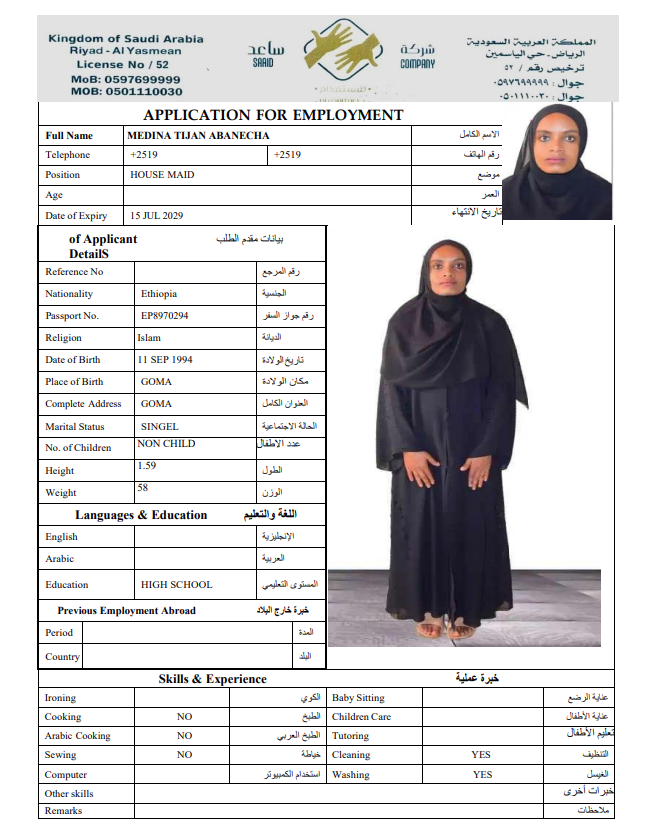 Kingdom of Saudi Arabia
Riyad - Al Yasmean
License No / 52
MoB: 0597699999
MOB: 0501110030
ساعد
SAAID
شركة
COMPANY
المملكة العربية السعودية
الرياض - حي الياسمين
ترخيص رقم / ٥٢
جوال : ٠٥٩٧٦٩٩٩٩٩
جوال : ٠٥٠١١١٠٠٣٠
APPLICATION FOR EMPLOYMENT
Full Name MEDINA TIJAN ABANECHA الاسم الكامل
Telephone +2519 +2519 رقم الهاتف
Position HOUSE MAID موضع
Age العمر
Date of Expiry 15 JUL 2029 تاريخ الانتهاء
of Applicant بيانات مقدم الطلب
DetailS
Reference No رقم المرجع
Nationality Ethiopia الجنسية
Passport No. EP8970294 رقم جواز السفر
Religion Islam الديانة
Date of Birth 11 SEP 1994 تاريخ الولادة
Place of Birth GOMA مكان الولادة
Complete Address GOMA العنوان الكامل
Marital Status SINGEL الحالة الاجتماعية
No. of Children NON CHILD عدد الاطفال
Height 1.59 الطول
Weight 58 الوزن
Languages & Education اللغة والتعليم
English الإنجليزية
Arabic العربية
Education HIGH SCHOOL المستوى التعليمي
Previous Employment Abroad خبرة خارج البلاد
Period المدة
Country البلد
Skills & Experience خبرة عملية
Ironing الكوي Baby Sitting عناية الرضع
Cooking NO الطبخ Children Care عناية الأطفال
Arabic Cooking NO الطبخ العربي Tutoring تعليم الأطفال
Sewing NO خياطة Cleaning YES التنظيف
Computer استخدام الكمبيوتر Washing YES الغسيل
Other skills خبرات أخرى
Remarks ملاحظات